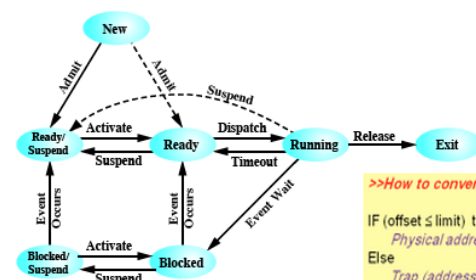 New
Admit
Admit
Suspend
Ready/
Suspend
Activate
Suspend
Ready
Dispatch
Timeout
Running
Release
Exit
Event
Occurs
Event
Occurs
Event Wait
Blocked/
Suspend
Activate
Suspend
Blocked
>>How to conver
IF (offset ≤ limit) t
Physical addre
Else
Trap (address